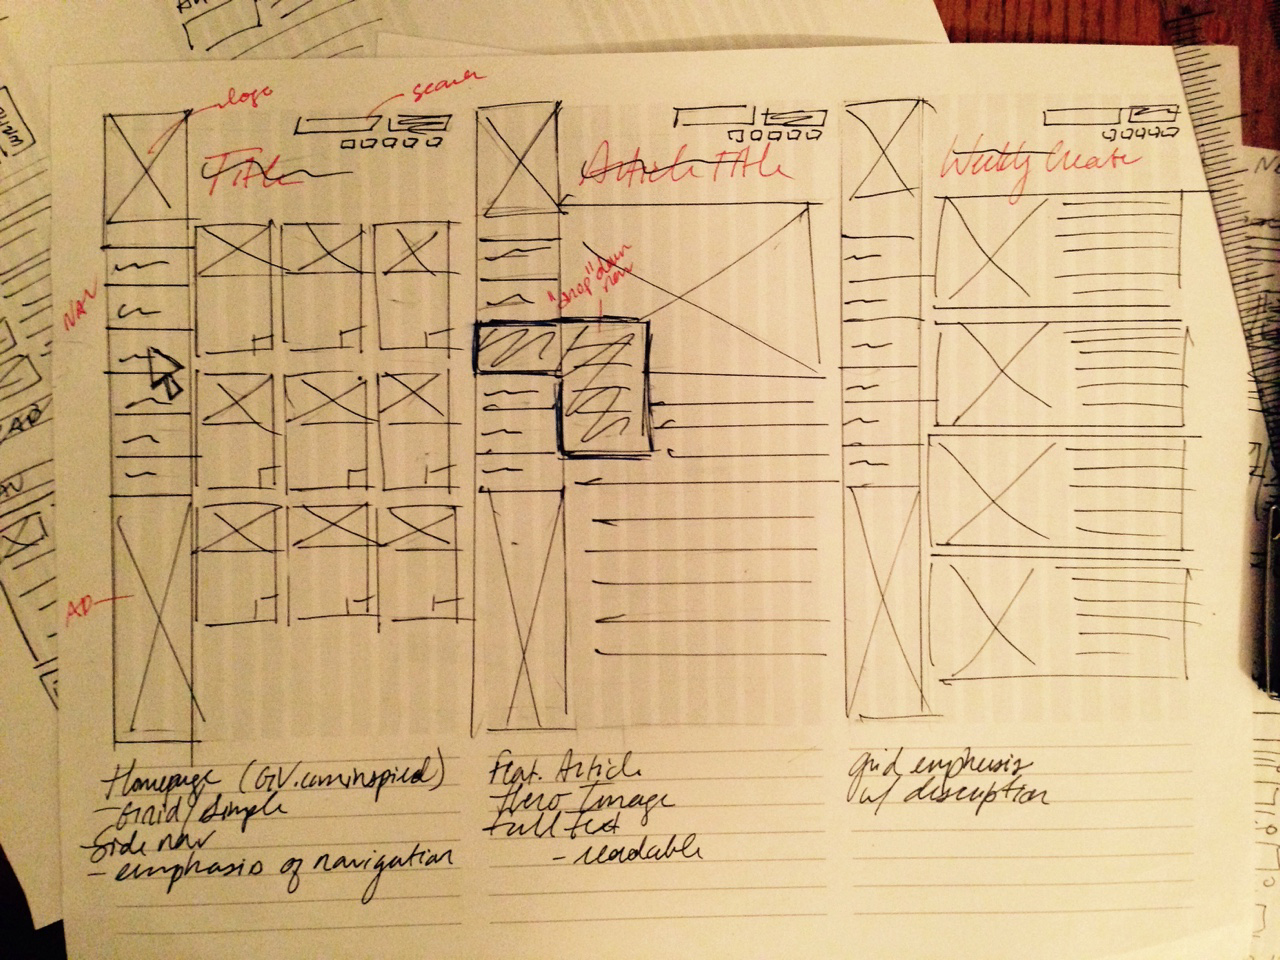 logo
search
Title
Article Title
Weekly Create
NAV
"drop" down
nav
AD
Homepage (GV.com inspired)
- Grid/simple
Side nav
- emphasis of navigation
Feat. Article
Hero Image
Full text
- readable
grid emphasis
w/ description
AD